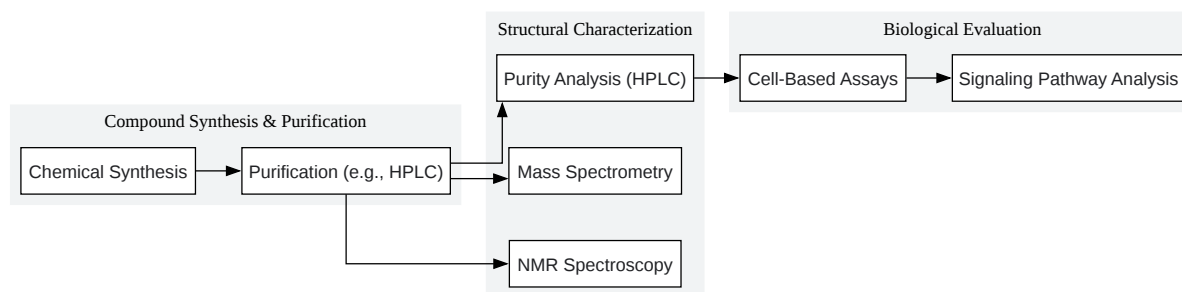 Structural Characterization
Biological Evaluation
Purity Analysis (HPLC)
Cell-Based Assays
Signaling Pathway Analysis
Compound Synthesis & Purification
Chemical Synthesis
Purification (e.g., HPLC)
Mass Spectrometry
NMR Spectroscopy